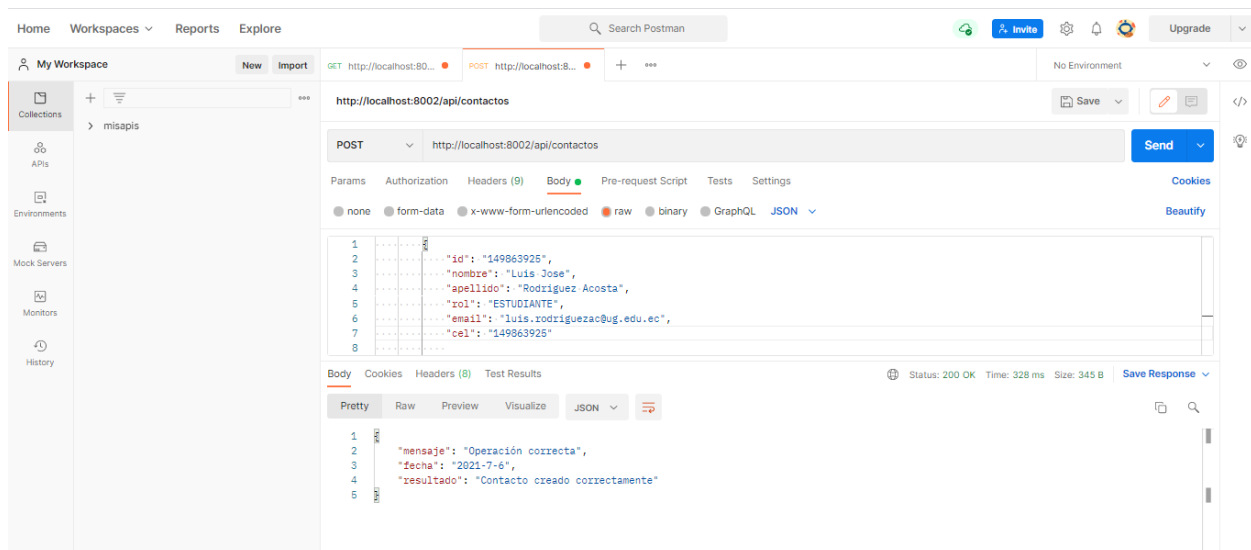 Home Workspaces Reports Explore Search Postman Invite Upgrade
My Workspace New Import GET http://localhost:80... POST http://localhost:8... No Environment
Collections
APIs
Environments
Mock Servers
Monitors
History
misapis
http://localhost:8002/api/contactos Save
POST http://localhost:8002/api/contactos Send
Params Authorization Headers (9) Body Pre-request Script Tests Settings Cookies
none form-data x-www-form-urlencoded raw binary GraphQL JSON Beautify
1 {
2 "id": "149863925",
3 "nombre": "Luis Jose",
4 "apellido": "Rodriguez Acosta",
5 "rol": "ESTUDIANTE",
6 "email": "luis.rodriguezac@ug.edu.ec",
7 "cel": "149863925"
8
Body Cookies Headers (8) Test Results Status: 200 OK Time: 328 ms Size: 345 B Save Response
Pretty Raw Preview Visualize JSON
1 {
2 "mensaje": "Operación correcta",
3 "fecha": "2021-7-6",
4 "resultado": "Contacto creado correctamente"
5 }